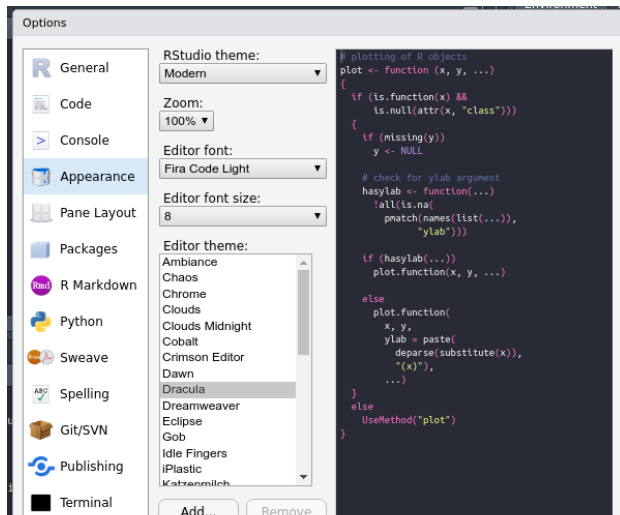 Environment
Options
General
Code
Console
Appearance
Pane Layout
Packages
Rmd R Markdown
Python
Sweave
ABC Spelling
Git/SVN
Publishing
Terminal
RStudio theme:
Modern
Zoom:
100%
Editor font:
Fira Code Light
Editor font size:
8
Editor theme:
Ambiance
Chaos
Chrome
Clouds
Clouds Midnight
Cobalt
Crimson Editor
Dawn
Dracula
Dreamweaver
Eclipse
Gob
Idle Fingers
iPlastic
Katzenmilch
Add... Remove
# plotting of R objects
plot <- function (x, y, ...)
{
  if (is.function(x) &&
      is.null(attr(x, "class")))
  {
    if (missing(y))
      y <- NULL
    # check for ylab argument
    hasylab <- function(...)
      !all(is.na(
        pmatch(names(list(...)),
              "ylab")))
    if (hasylab(...))
      plot.function(x, y, ...)
    else
      plot.function(
        x, y,
        ylab = paste(
          deparse(substitute(x)),
          "(x)"),
        ...)
  }
  else
    UseMethod("plot")
}